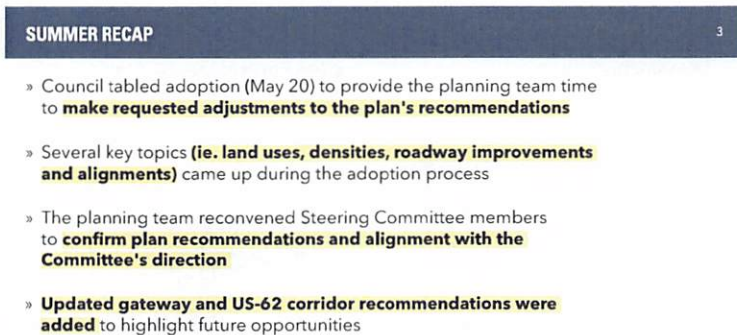 SUMMER RECAP 3
» Council tabled adoption (May 20) to provide the planning team time
to make requested adjustments to the plan's recommendations
» Several key topics (ie. land uses, densities, roadway improvements
and alignments) came up during the adoption process
» The planning team reconvened Steering Committee members
to confirm plan recommendations and alignment with the
Committee's direction
» Updated gateway and US-62 corridor recommendations were
added to highlight future opportunities